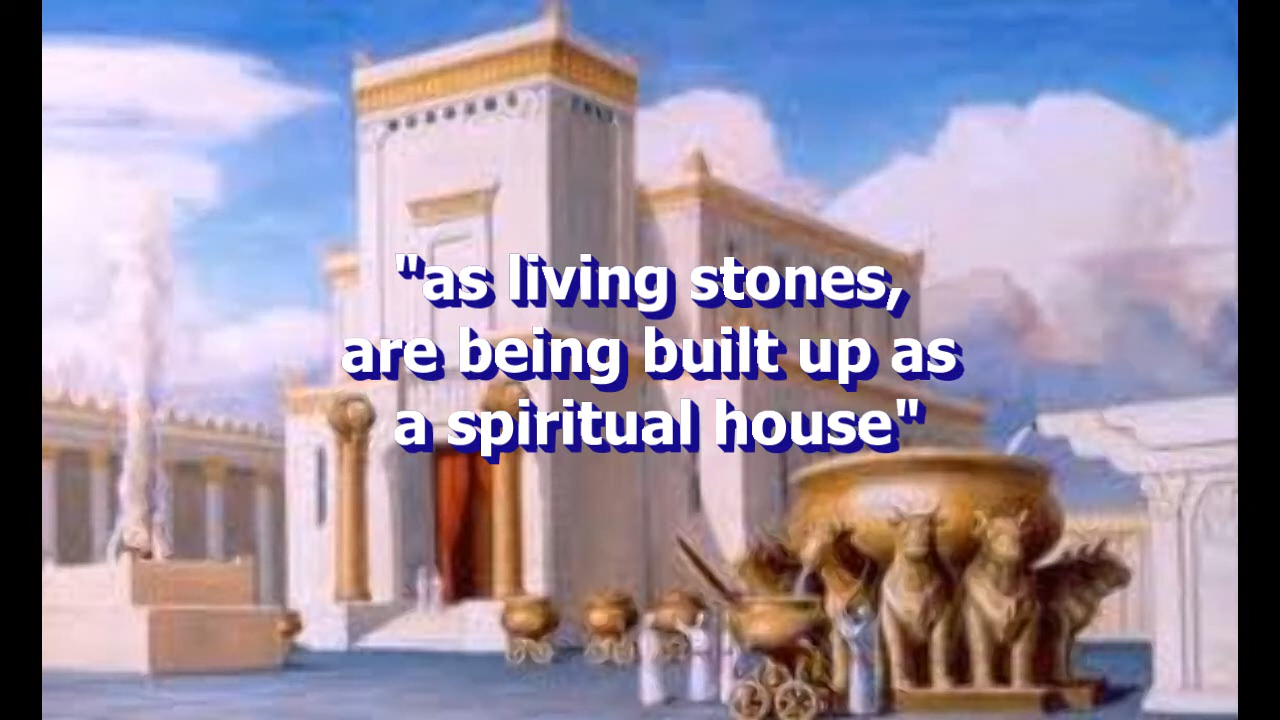 "as living stones,
are being built up as
a spiritual house"